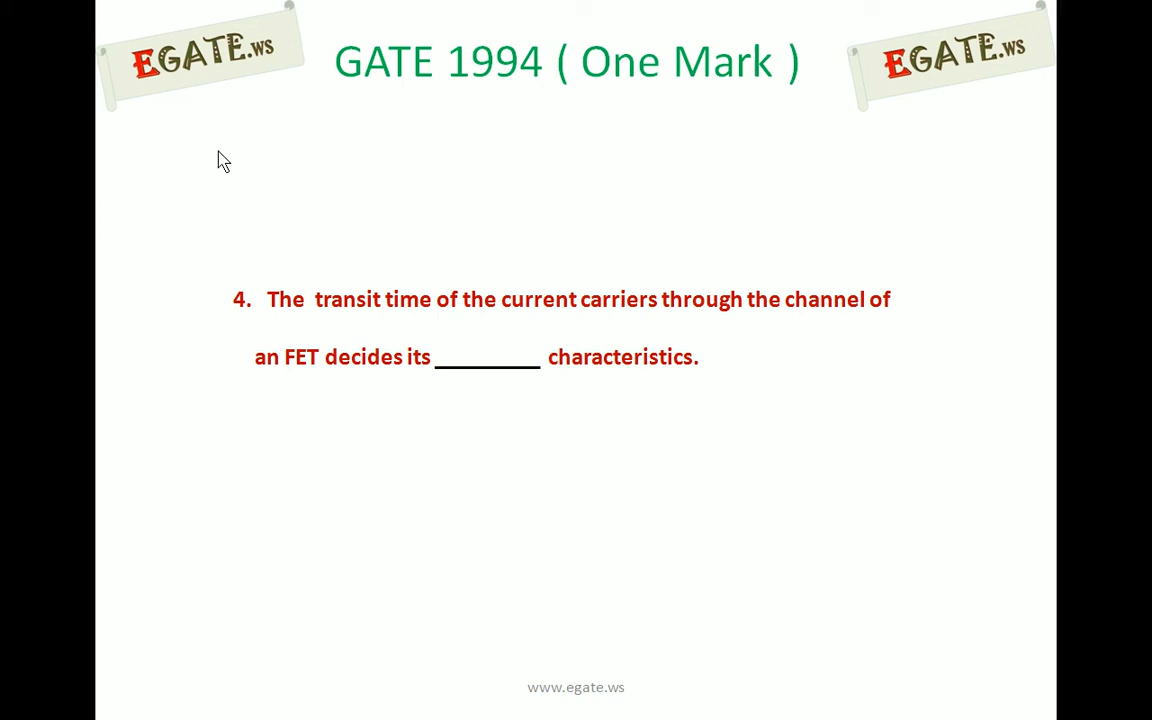 EGATE.ws
GATE 1994 ( One Mark )
EGATE.ws
4. The transit time of the current carriers through the channel of
an FET decides its ________ characteristics.
www.egate.ws